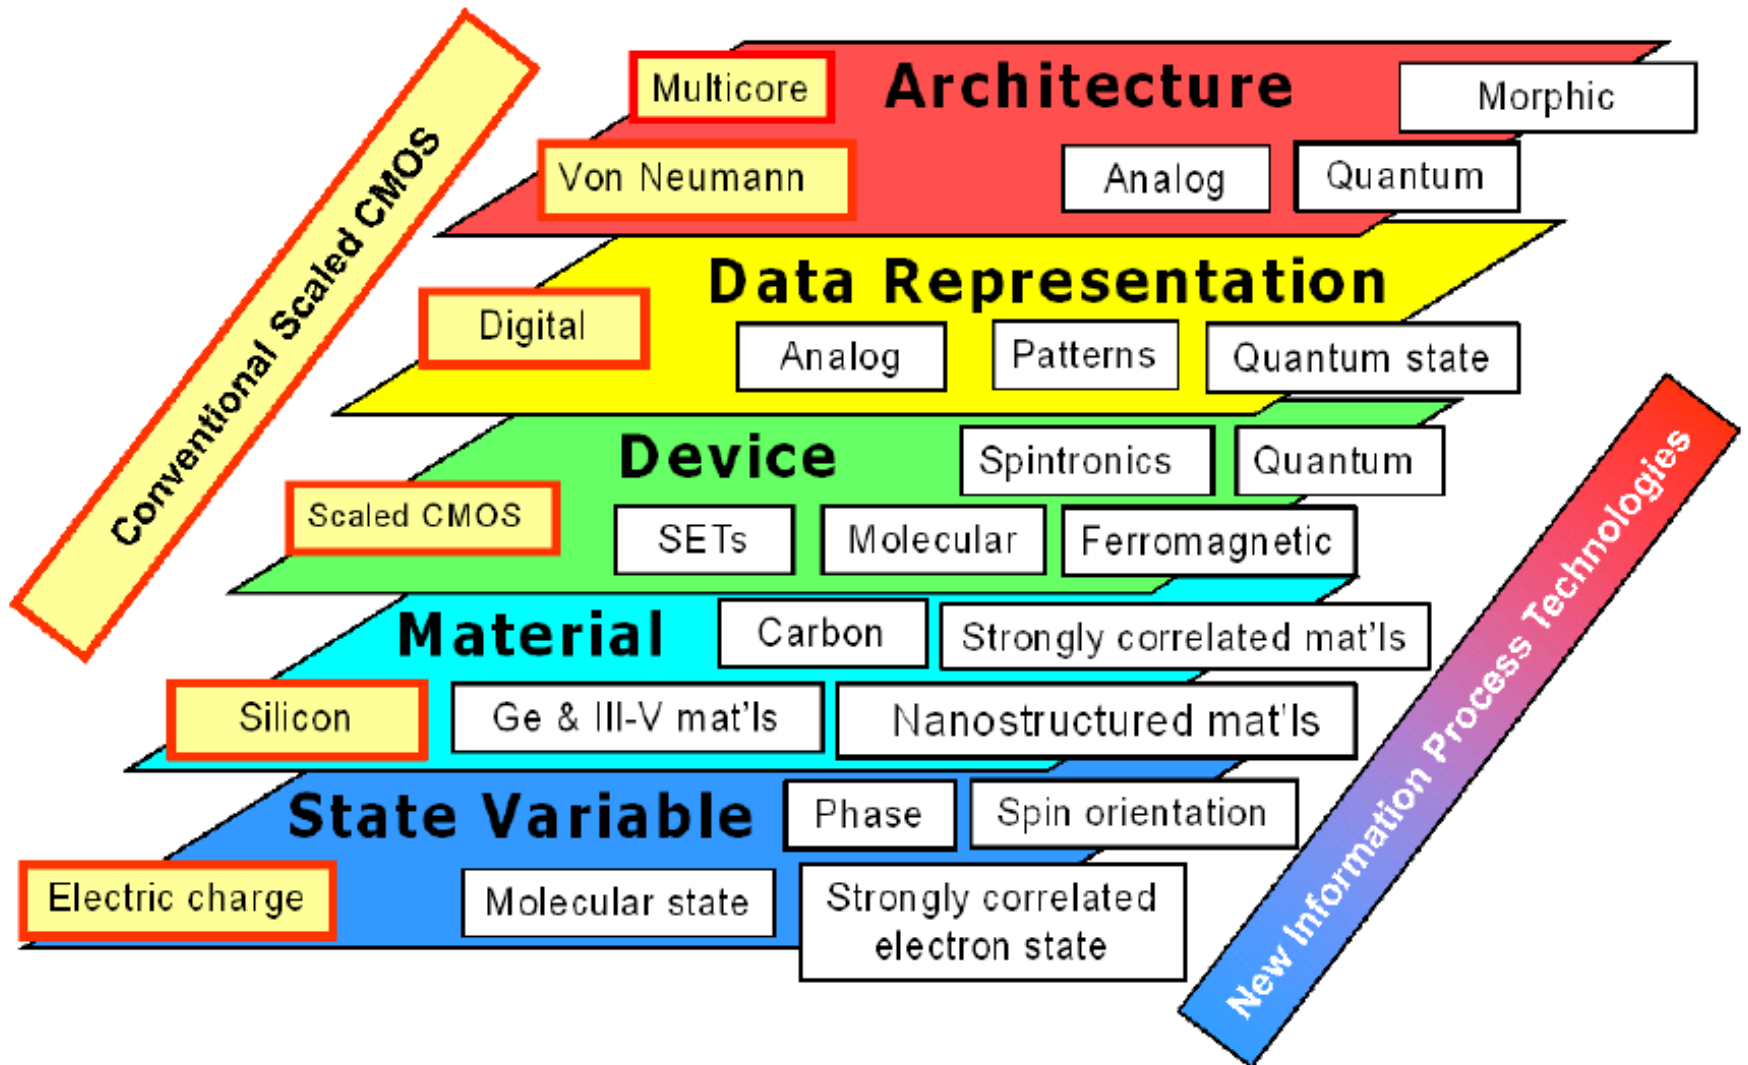 Conventional Scaled CMOS
Architecture
Multicore
Morphic
Von Neumann
Analog
Quantum
Data Representation
Digital
Analog
Patterns
Quantum state
Device
Spintronics
Quantum
Scaled CMOS
SETs
Molecular
Ferromagnetic
Material
Carbon
Strongly correlated mat'ls
Silicon
Ge & III-V mat'ls
Nanostructured mat'ls
State Variable
Phase
Spin orientation
Electric charge
Molecular state
Strongly correlated
electron state
New Information Process Technologies